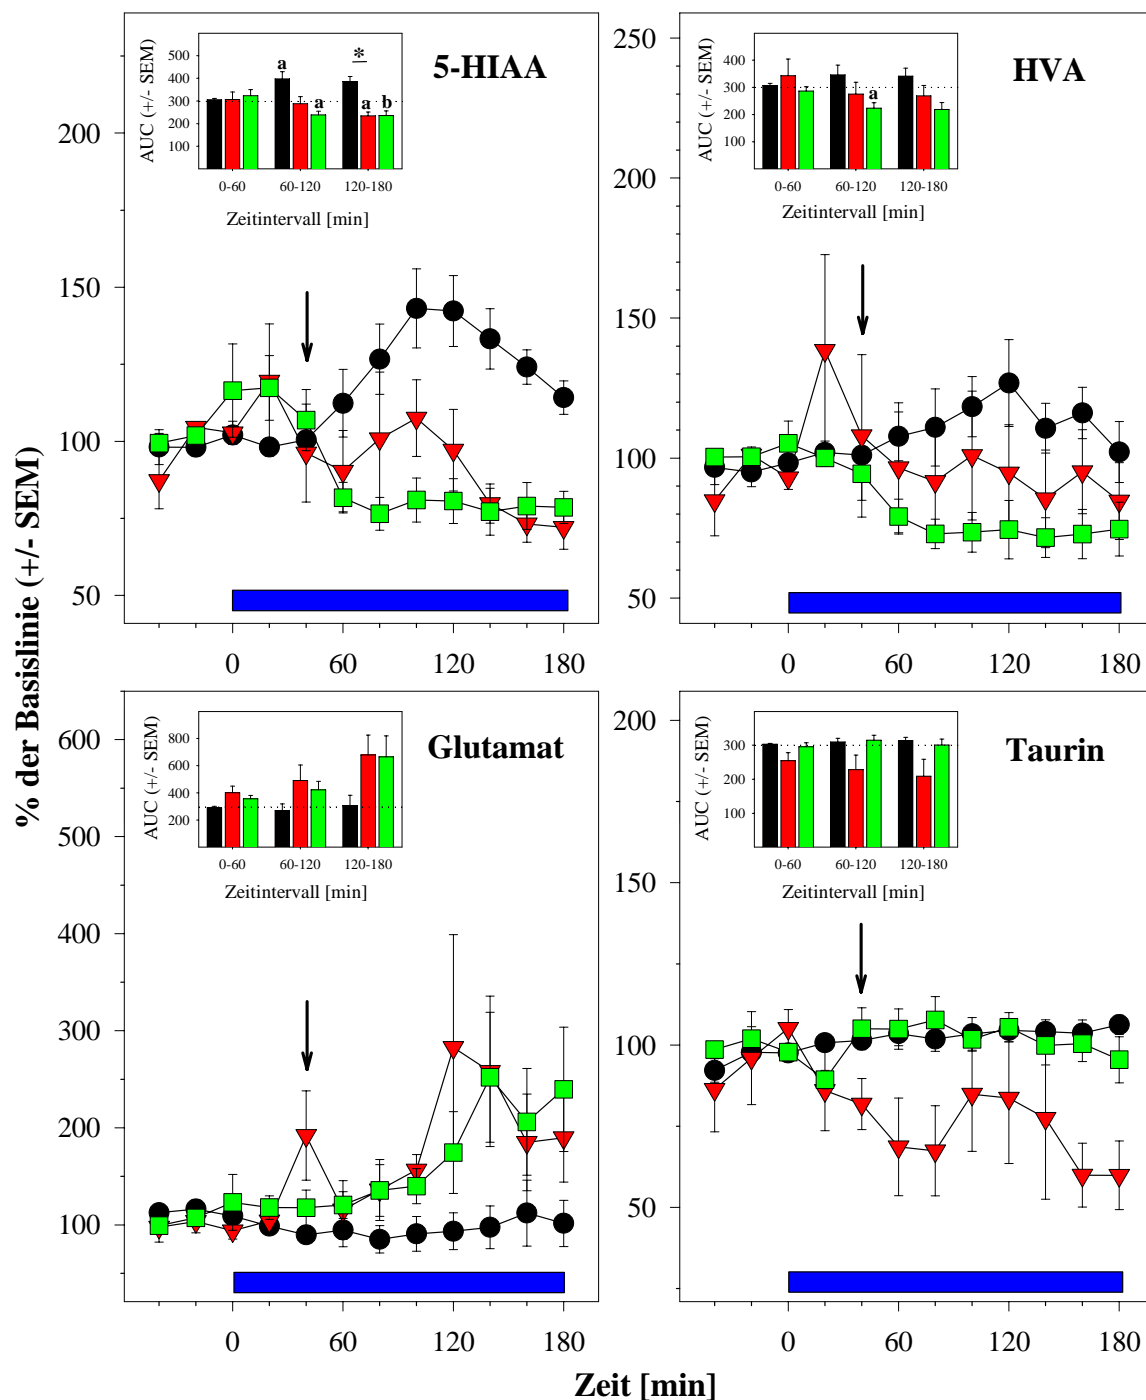 % der Basislinie (+/- SEM)
5-HIAA
200
150
100
50
0 60 120 180
AUC (+/- SEM)
500
400
300
200
100
a a * a b
0-60 60-120 120-180
Zeitintervall [min]
HVA
250
200
150
100
50
0 60 120 180
AUC (+/- SEM)
400
300
200
100
a
0-60 60-120 120-180
Zeitintervall [min]
Glutamat
600
500
400
300
200
100
0 60 120 180
AUC (+/- SEM)
800
600
400
200
0-60 60-120 120-180
Zeitintervall [min]
Taurin
200
150
100
50
0 60 120 180
AUC (+/- SEM)
300
200
100
0-60 60-120 120-180
Zeitintervall [min]
Zeit [min]